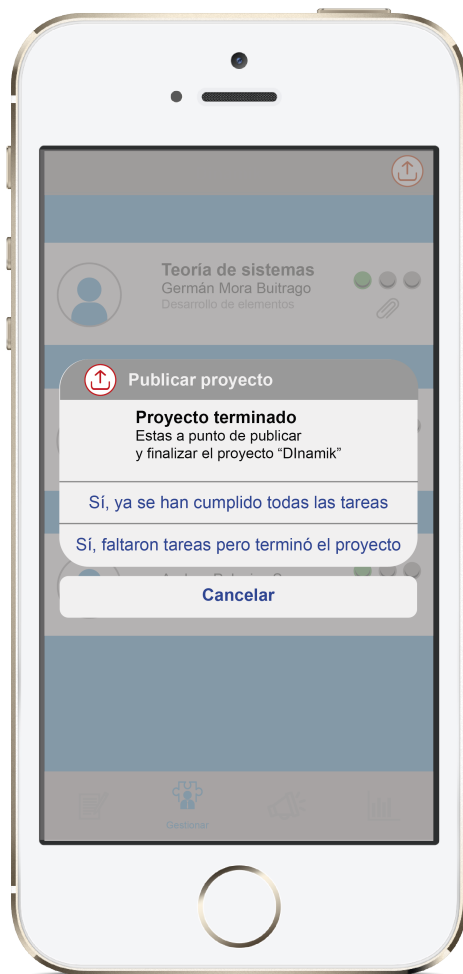 Teoría de sistemas
Germán Mora Buitrago
Desarrollo de elementos
Publicar proyecto
Proyecto terminado
Estas a punto de publicar
y finalizar el proyecto “DInamik”
Sí, ya se han cumplido todas las tareas
Sí, faltaron tareas pero terminó el proyecto
Cancelar
Gestionar